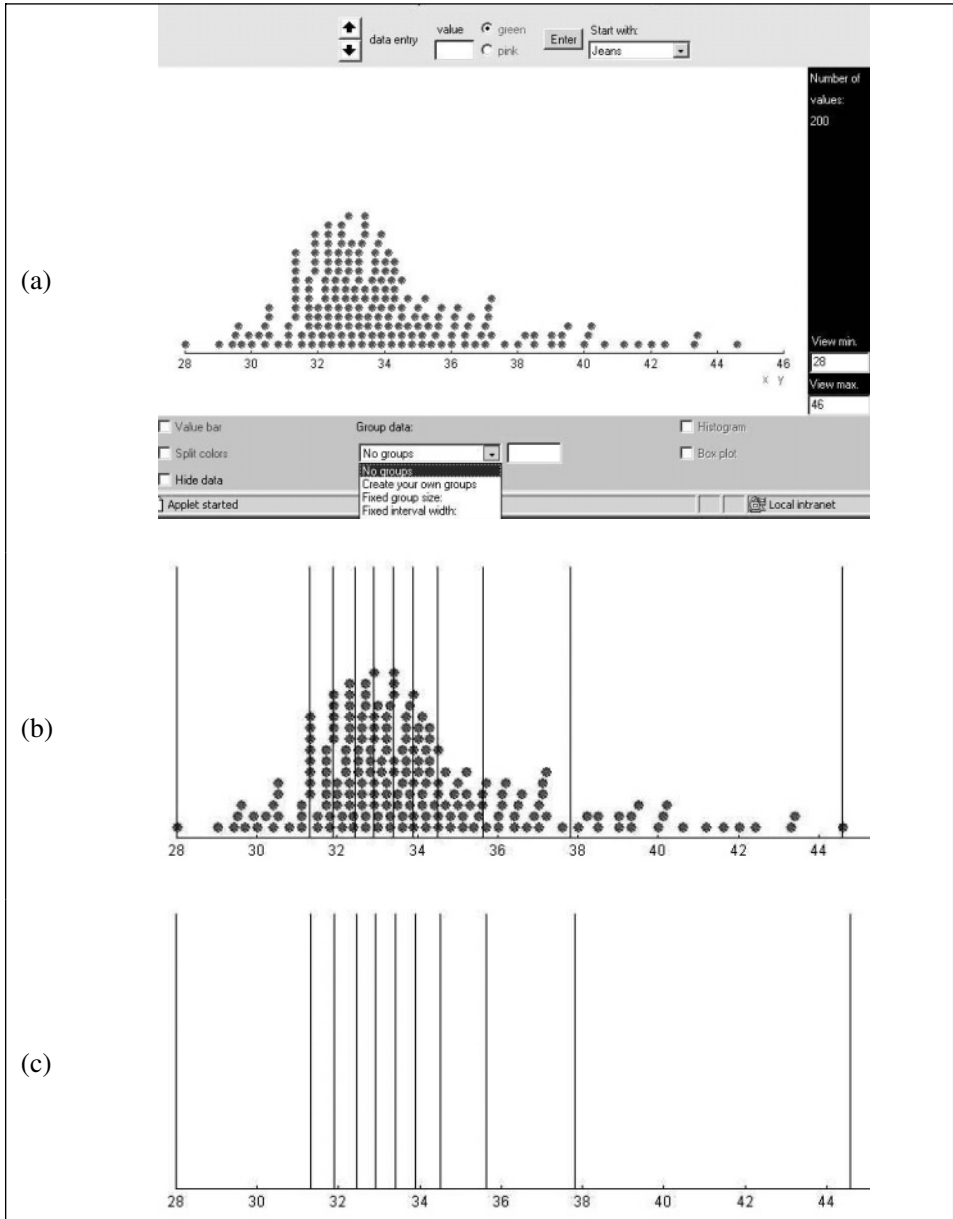 value green Start with:
data entry pink Enter Jeans
Number of
values:
200
(a)
28 30 32 34 36 38 40 42 44 46
x y
View min.
28
View max.
46
Value bar Group data: Histogram
Split colors No groups Box plot
No groups
Hide data Create your own groups
Fixed group size:
Applet started Fixed interval width: Local intranet
(b)
28 30 32 34 36 38 40 42 44
(c)
28 30 32 34 36 38 40 42 44